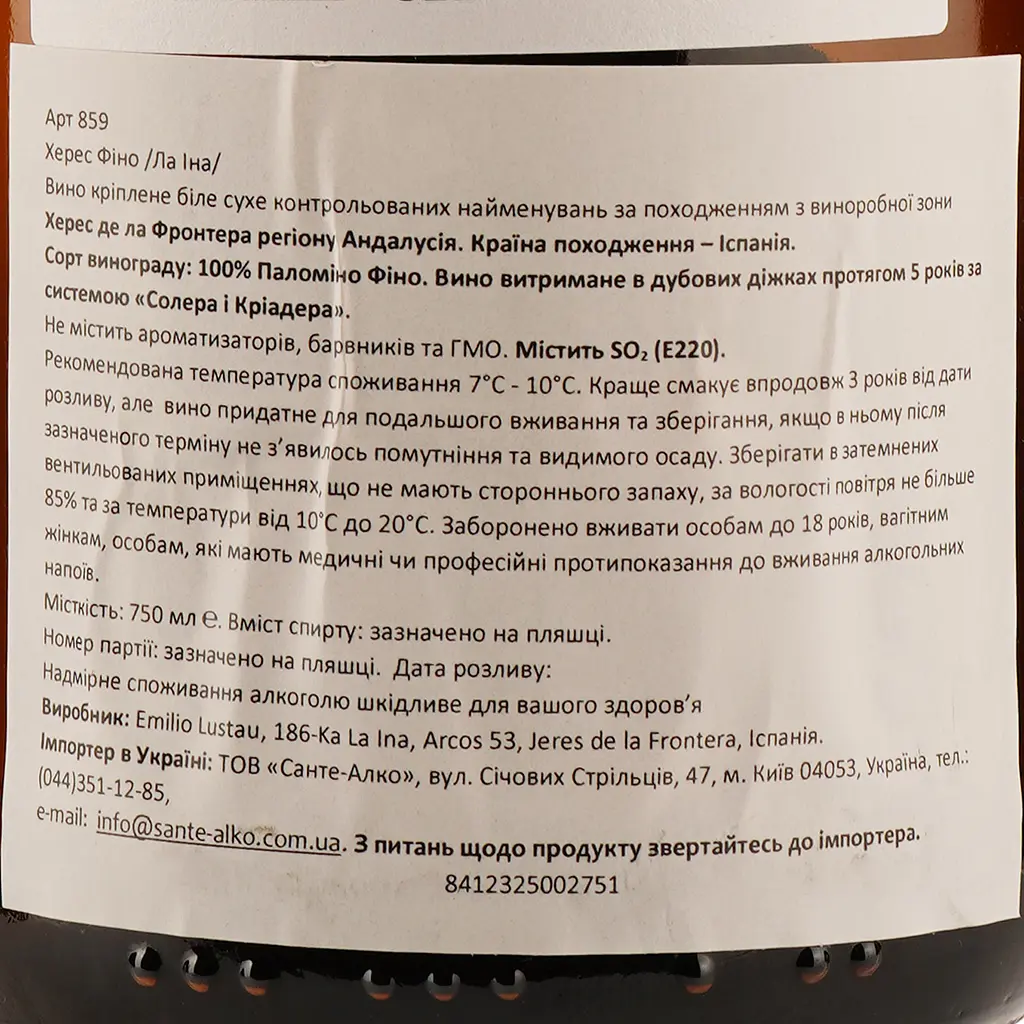 Арт 859
Херес Фіно /Ла Іна/
Вино кріплене біле сухе контрольованих найменувань за походженням з виноробної зони
Херес де ла Фронтера регіону Андалусія. Країна походження – Іспанія.
Сорт винограду: 100% Паломіно Фіно. Вино витримане в дубових діжках протягом 5 років за
системою «Солера і Кріадера».
Не містить ароматизаторів, барвників та ГМО. Містить SO₂ (Е220).
Рекомендована температура споживання 7°С - 10°С. Краще смакує впродовж 3 років від дати
розливу, але вино придатне для подальшого вживання та зберігання, якщо в ньому після
зазначеного терміну не з’явилось помутніння та видимого осаду. Зберігати в затемнених
вентильованих приміщеннях, що не мають стороннього запаху, за вологості повітря не більше
85% та за температури від 10°С до 20°С. Заборонено вживати особам до 18 років, вагітним
жінкам, особам, які мають медичні чи професійні протипоказання до вживання алкогольних
напоїв.
Місткість: 750 мл ℮. Вміст спирту: зазначено на пляшці.
Номер партії: зазначено на пляшці. Дата розливу:
Надмірне споживання алкоголю шкідливе для вашого здоров’я
Виробник: Emilio Lustau, 186-Ka La Ina, Arcos 53, Jeres de la Frontera, Іспанія.
Імпортер в Україні: ТОВ «Санте-Алко», вул. Січових Стрільців, 47, м. Київ 04053, Україна, тел.:
(044)351-12-85,
e-mail: info@sante-alko.com.ua. З питань щодо продукту звертайтесь до імпортера.
8412325002751